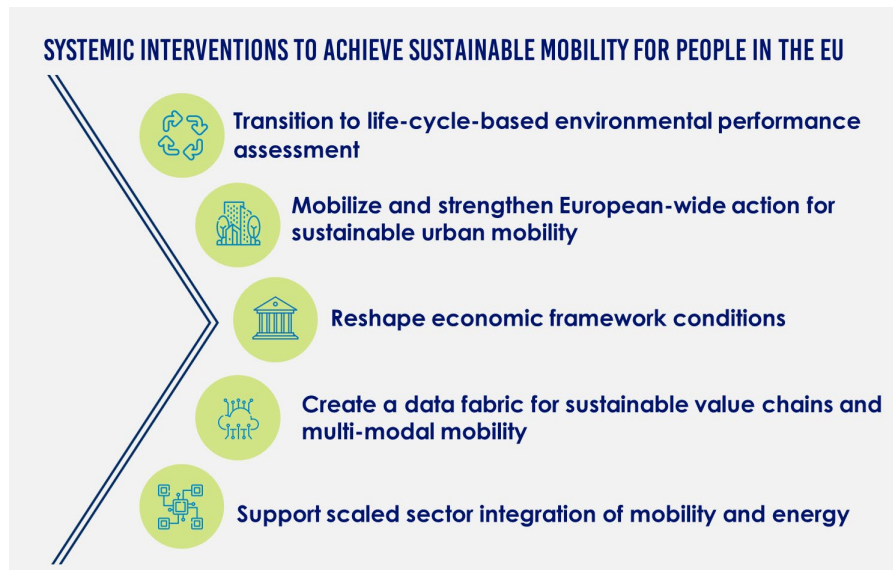 SYSTEMIC INTERVENTIONS TO ACHIEVE SUSTAINABLE MOBILITY FOR PEOPLE IN THE EU
Transition to life-cycle-based environmental performance
assessment
Mobilize and strengthen European-wide action for
sustainable urban mobility
Reshape economic framework conditions
Create a data fabric for sustainable value chains and
multi-modal mobility
Support scaled sector integration of mobility and energy